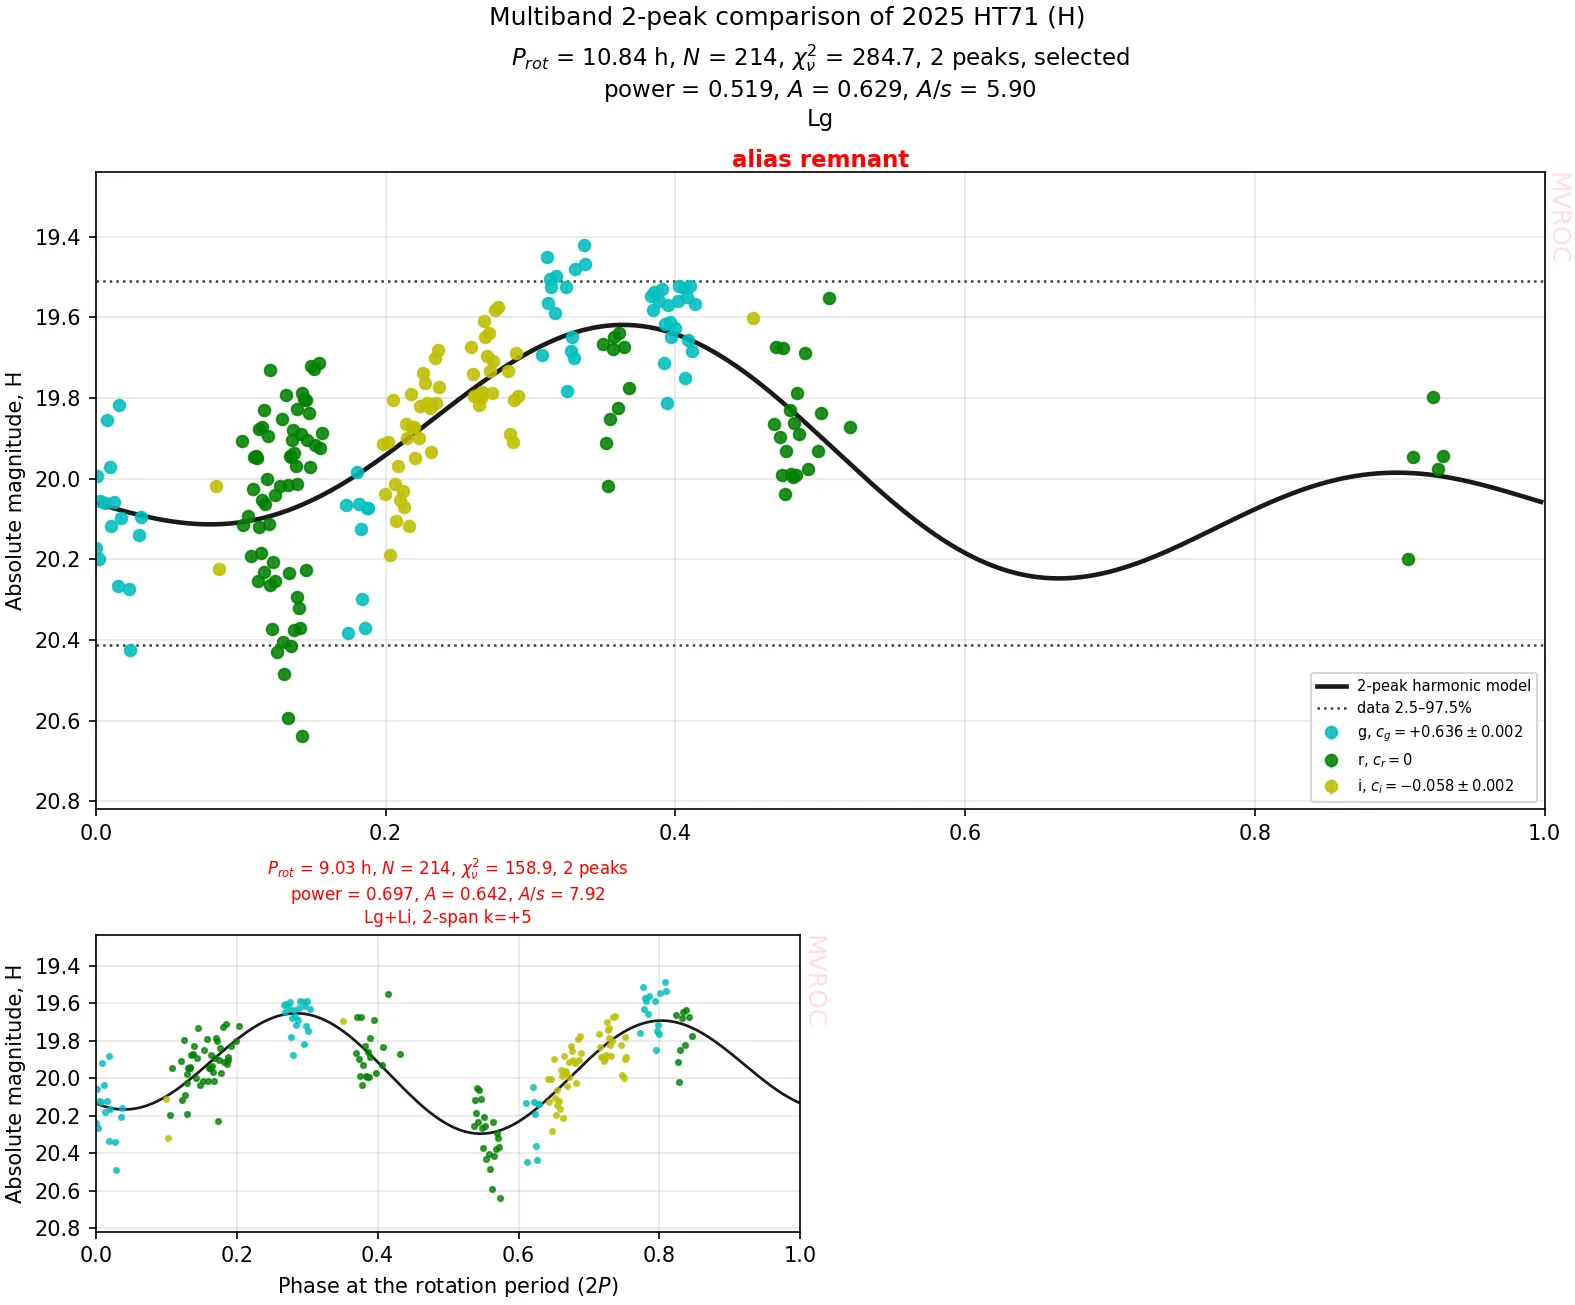 Multiband 2-peak comparison of 2025 HT71 (H)
P_rot = 10.84 h, N = 214, χ²_ν = 284.7, 2 peaks, selected
power = 0.519, A = 0.629, A/s = 5.90
Lg
alias remnant
MVROC
Absolute magnitude, H
19.4
19.6
19.8
20.0
20.2
20.4
20.6
20.8
2-peak harmonic model
data 2.5–97.5%
g, c_g = +0.636 ± 0.002
r, c_r = 0
i, c_i = −0.058 ± 0.002
0.0 0.2 0.4 0.6 0.8 1.0
P_rot = 9.03 h, N = 214, χ²_ν = 158.9, 2 peaks
power = 0.697, A = 0.642, A/s = 7.92
Lg+Li, 2-span k=+5
MVROC
Absolute magnitude, H
19.4
19.6
19.8
20.0
20.2
20.4
20.6
20.8
0.0 0.2 0.4 0.6 0.8 1.0
Phase at the rotation period (2P)